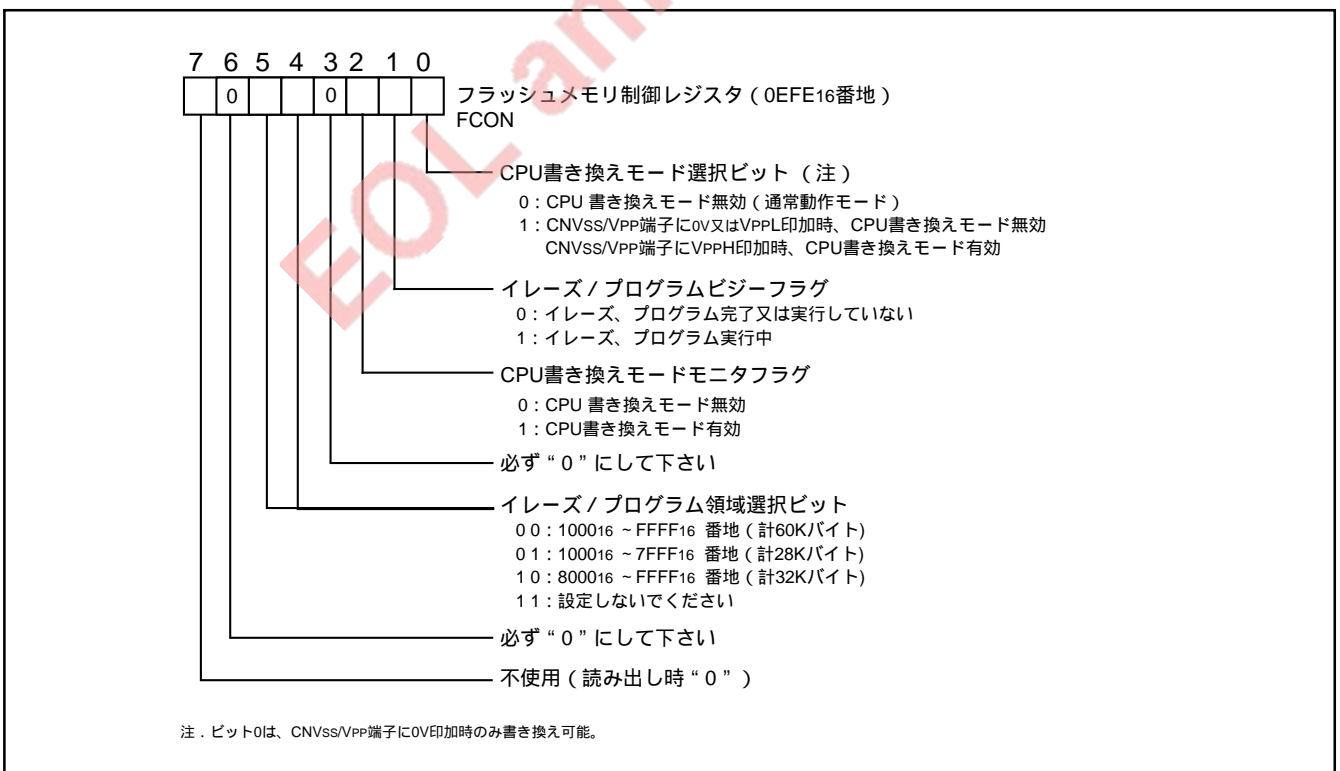 7 6 5 4 3 2 1 0
0 0
フラッシュメモリ制御レジスタ(0EFE16番地)
FCON
CPU書き換えモード選択ビット (注)
0:CPU 書き換えモード無効(通常動作モード)
1:CNVSS/VPP端子に0V又はVPPL印加時、CPU書き換えモード無効
CNVSS/VPP端子にVPPH印加時、CPU書き換えモード有効
イレーズ/プログラムビジーフラグ
0:イレーズ、プログラム完了又は実行していない
1:イレーズ、プログラム実行中
CPU書き換えモードモニタフラグ
0:CPU 書き換えモード無効
1:CPU書き換えモード有効
必ず“0”にして下さい
イレーズ/プログラム領域選択ビット
0 0:100016 ~FFFF16 番地(計60Kバイト)
0 1:100016 ~7FFF16 番地(計28Kバイト)
1 0:800016 ~FFFF16 番地(計32Kバイト)
1 1:設定しないでください
必ず“0”にして下さい
不使用(読み出し時“0”)
注.ビット0は、CNVSS/VPP端子に0V印加時のみ書き換え可能。
EOL an